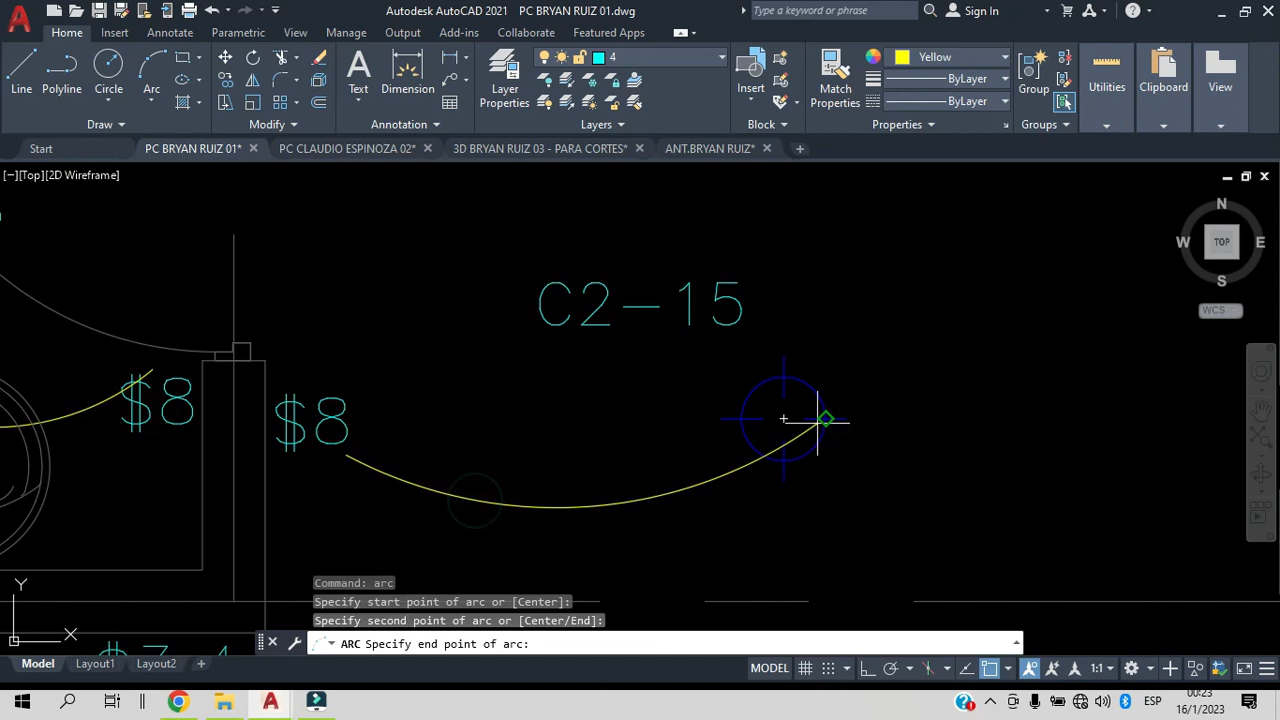 Autodesk AutoCAD 2021 PC BRYAN RUIZ 01.dwg
Type a keyword or phrase
Sign In
Home Insert Annotate Parametric View Manage Output Add-ins Collaborate Featured Apps
Line Polyline Circle Arc
Text Dimension
Layer Properties
4
Insert
Match Properties
Yellow
ByLayer
ByLayer
Group
Utilities
Clipboard
View
Draw Modify Annotation Layers Block Properties Groups
Start PC BRYAN RUIZ 01* PC CLAUDIO ESPINOZA 02* 3D BRYAN RUIZ 03 - PARA CORTES* ANT.BRYAN RUIZ*
[−][Top][2D Wireframe]
N
W TOP E
S
WCS
C2-15
$8 $8
Command: arc
Specify start point of arc or [Center]:
Specify second point of arc or [Center/End]:
ARC Specify end point of arc:
Y
X
Model Layout1 Layout2
MODEL
1:1
ESP
00:23
16/1/2023